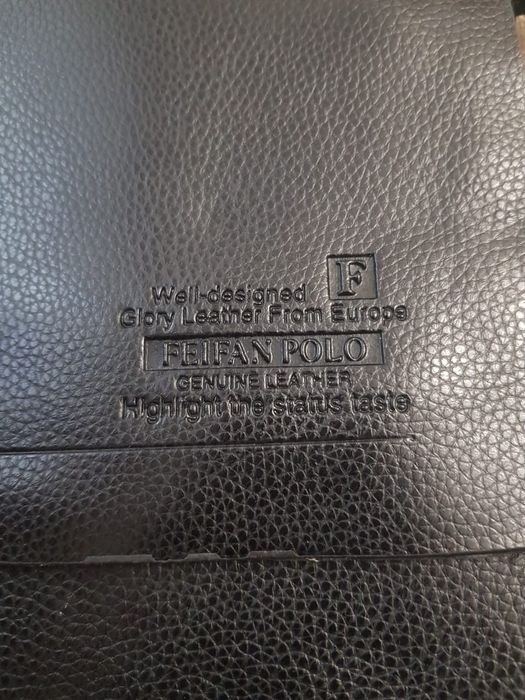 F
Well-designed
Glory Leather From Europe
FEIFAN POLO
GENUINE LEATHER
Highlight the status taste